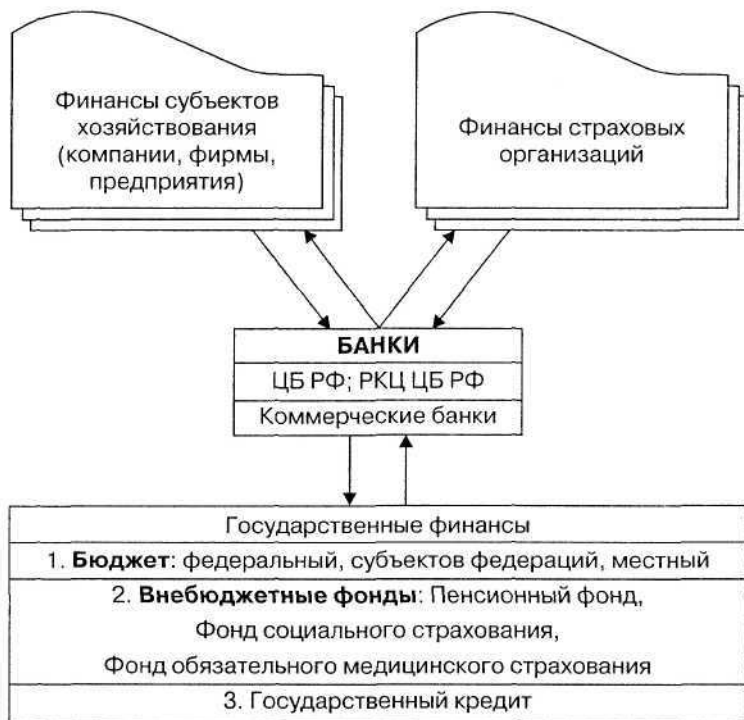 Финансы субъектов
хозяйствования
(компании, фирмы,
предприятия)
Финансы страховых
организаций
БАНКИ
ЦБ РФ; РКЦ ЦБ РФ
Коммерческие банки
Государственные финансы
1. Бюджет: федеральный, субъектов федераций, местный
2. Внебюджетные фонды: Пенсионный фонд,
Фонд социального страхования,
Фонд обязательного медицинского страхования
3. Государственный кредит